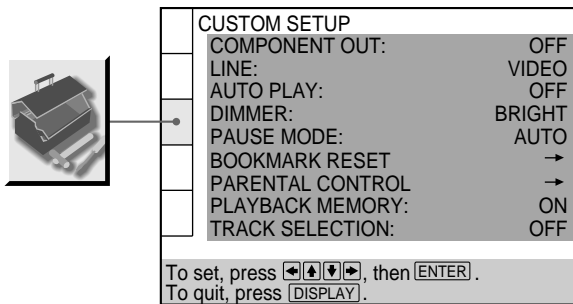 CUSTOM SETUP
COMPONENT OUT: OFF
LINE: VIDEO
AUTO PLAY: OFF
DIMMER: BRIGHT
PAUSE MODE: AUTO
BOOKMARK RESET →
PARENTAL CONTROL →
PLAYBACK MEMORY: ON
TRACK SELECTION: OFF
To set, press ←↑↓→, then ENTER.
To quit, press DISPLAY.